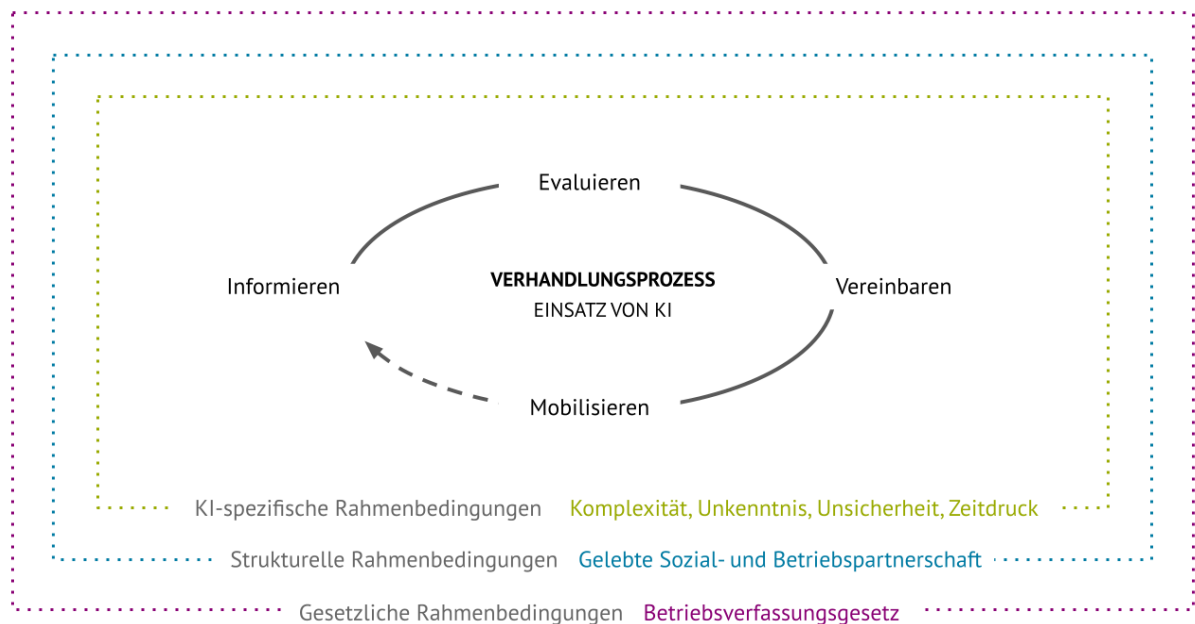 Evaluieren
Informieren
VERHANDLUNGSPROZESS
EINSATZ VON KI
Vereinbaren
Mobilisieren
KI-spezifische Rahmenbedingungen Komplexität, Unkenntnis, Unsicherheit, Zeitdruck
Strukturelle Rahmenbedingungen Gelebte Sozial- und Betriebspartnerschaft
Gesetzliche Rahmenbedingungen Betriebsverfassungsgesetz